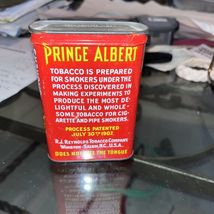 PRINCE ALBERT
TOBACCO IS PREPARED
FOR SMOKERS UNDER THE
PROCESS DISCOVERED IN
MAKING EXPERIMENTS TO
PRODUCE THE MOST DE-
LIGHTFUL AND WHOLE-
SOME TOBACCO FOR CIG-
ARETTE AND PIPE SMOKERS.
PROCESS PATENTED
JULY 30TH 1907.
R.J. REYNOLDS TOBACCO COMPANY
WINSTON-SALEM, N.C. U.S.A.
DOES NOT BITE THE TONGUE